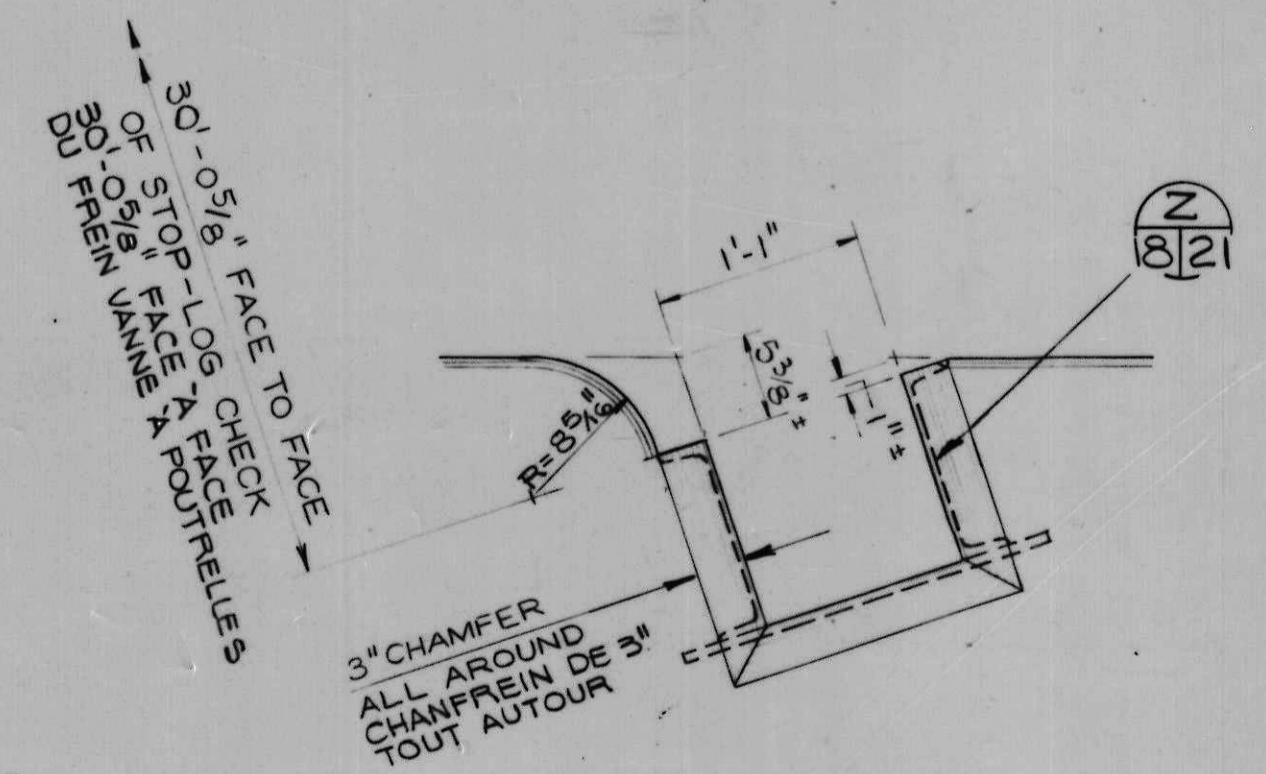 30'-0 5/8" FACE TO FACE
OF STOP-LOG CHECK
30'-0 5/8" FACE À FACE
DU FREIN VANNE À POUTRELLES
1'-1"
5 3/8" ±
1" ±
R=8 5/16"
Z
18 21
3" CHAMFER
ALL AROUND
CHANFREIN DE 3"
TOUT AUTOUR